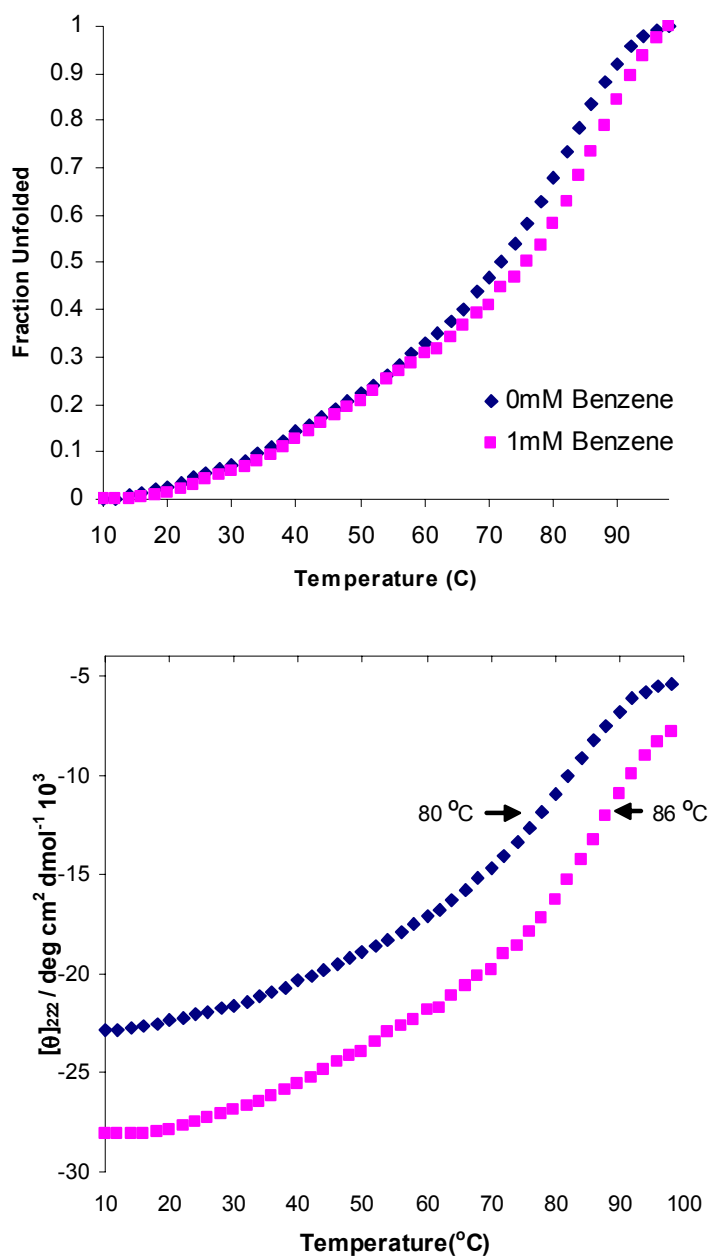 1
0.9
0.8
0.7
0.6
0.5
0.4
0.3
0.2
0.1
0
Fraction Unfolded
0mM Benzene
1mM Benzene
10 20 30 40 50 60 70 80 90
Temperature (C)
-5
-10
-15
-20
-25
-30
[θ]222 / deg cm2 dmol-1 103
80 oC
86 oC
10 20 30 40 50 60 70 80 90 100
Temperature(oC)